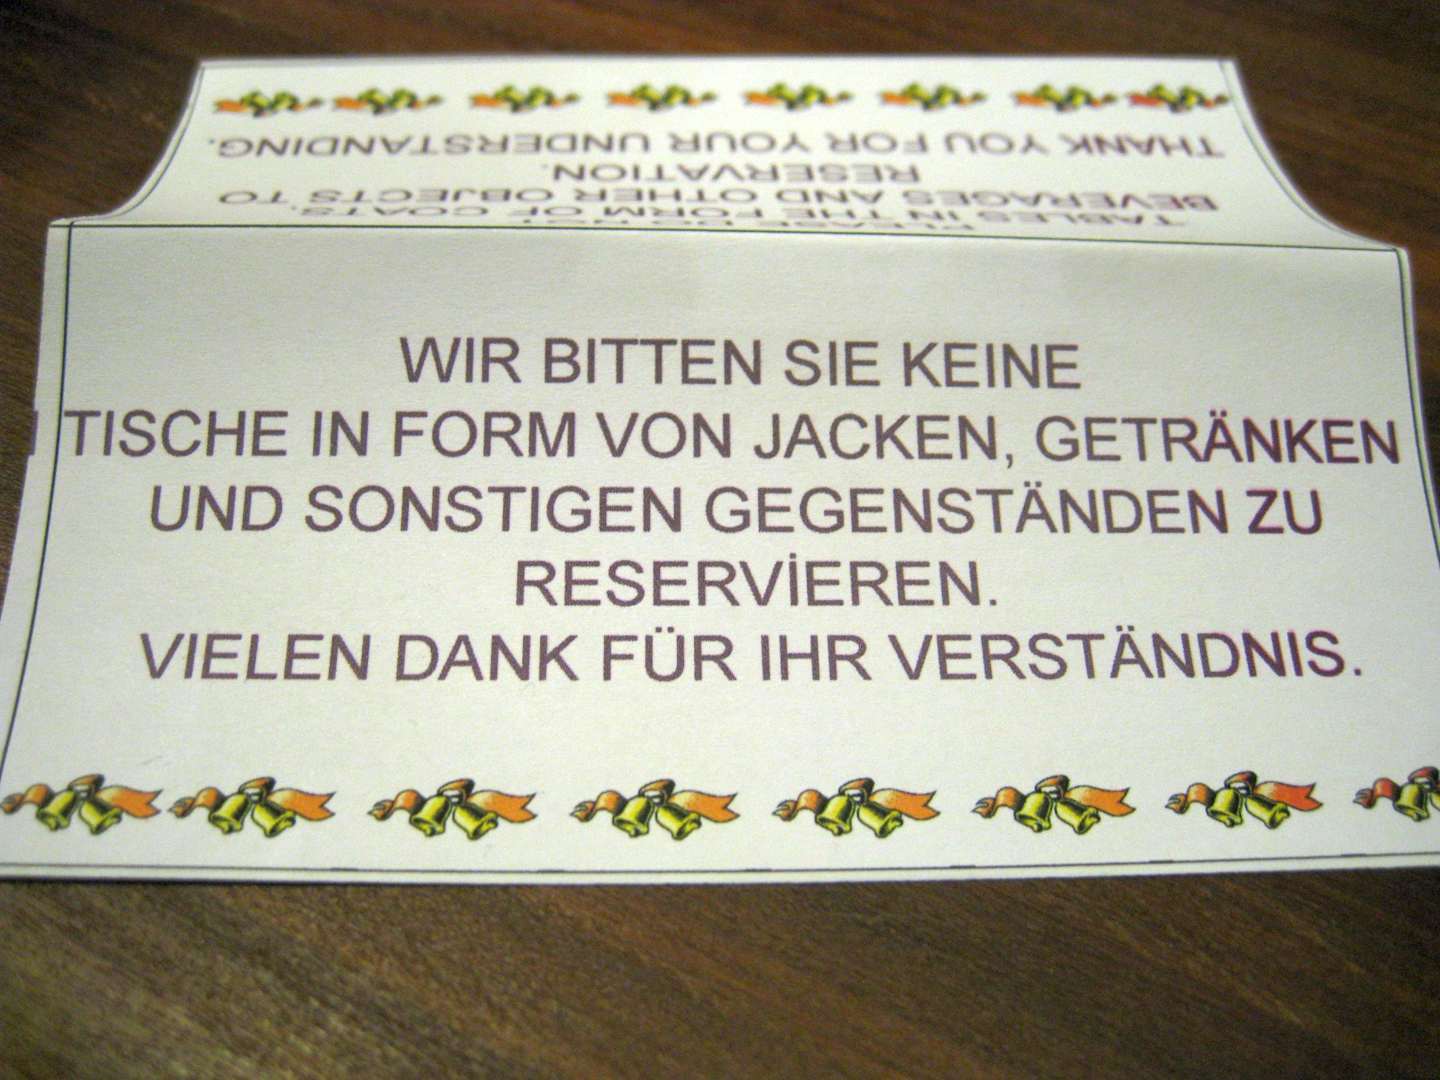 WIR BITTEN SIE KEINE
TISCHE IN FORM VON JACKEN, GETRÄNKEN
UND SONSTIGEN GEGENSTÄNDEN ZU
RESERVİEREN.
VIELEN DANK FÜR IHR VERSTÄNDNIS.
TABLES IN THE FORM OF COATS,
BEVERAGES AND OTHER OBJECTS TO
RESERVATION.
THANK YOU FOR YOUR UNDERSTANDING.